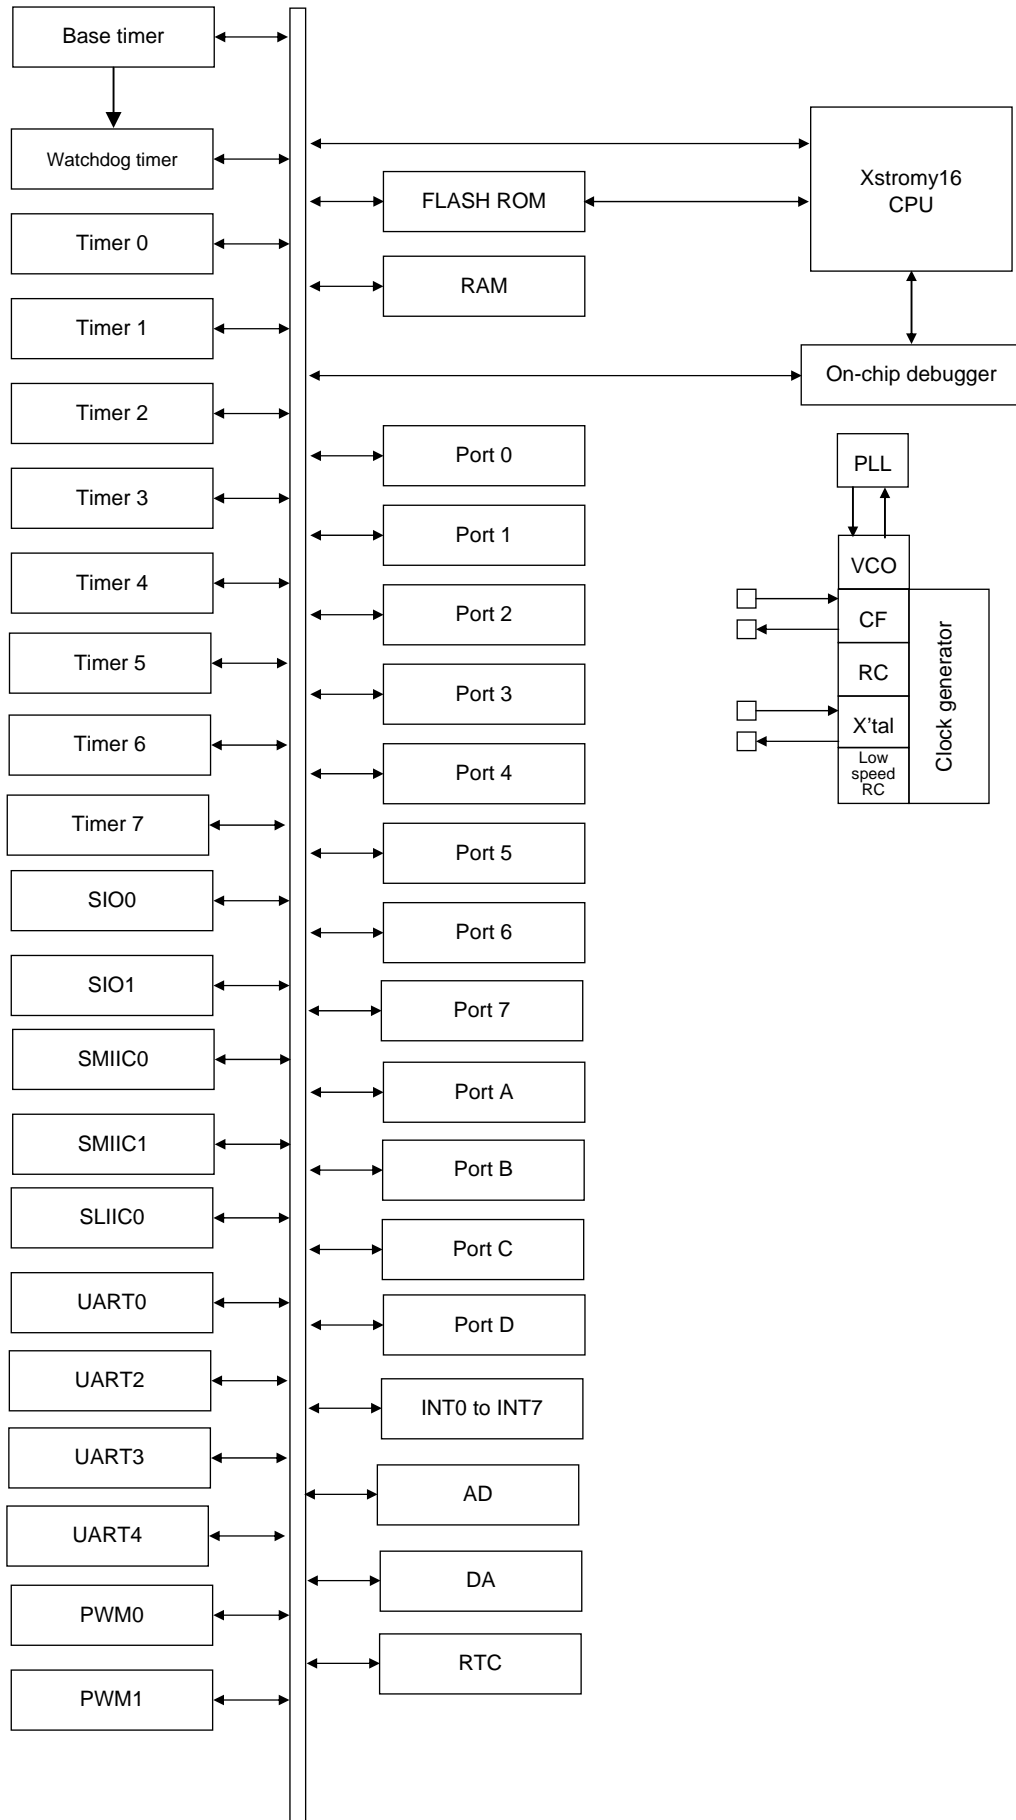 Base timer
Watchdog timer
Timer 0
Timer 1
Timer 2
Timer 3
Timer 4
Timer 5
Timer 6
Timer 7
SIO0
SIO1
SMIIC0
SMIIC1
SLIIC0
UART0
UART2
UART3
UART4
PWM0
PWM1
FLASH ROM
RAM
Port 0
Port 1
Port 2
Port 3
Port 4
Port 5
Port 6
Port 7
Port A
Port B
Port C
Port D
INT0 to INT7
AD
DA
RTC
Xstromy16
CPU
On-chip debugger
PLL
VCO
CF
RC
X'tal
Low
speed
RC
Clock generator